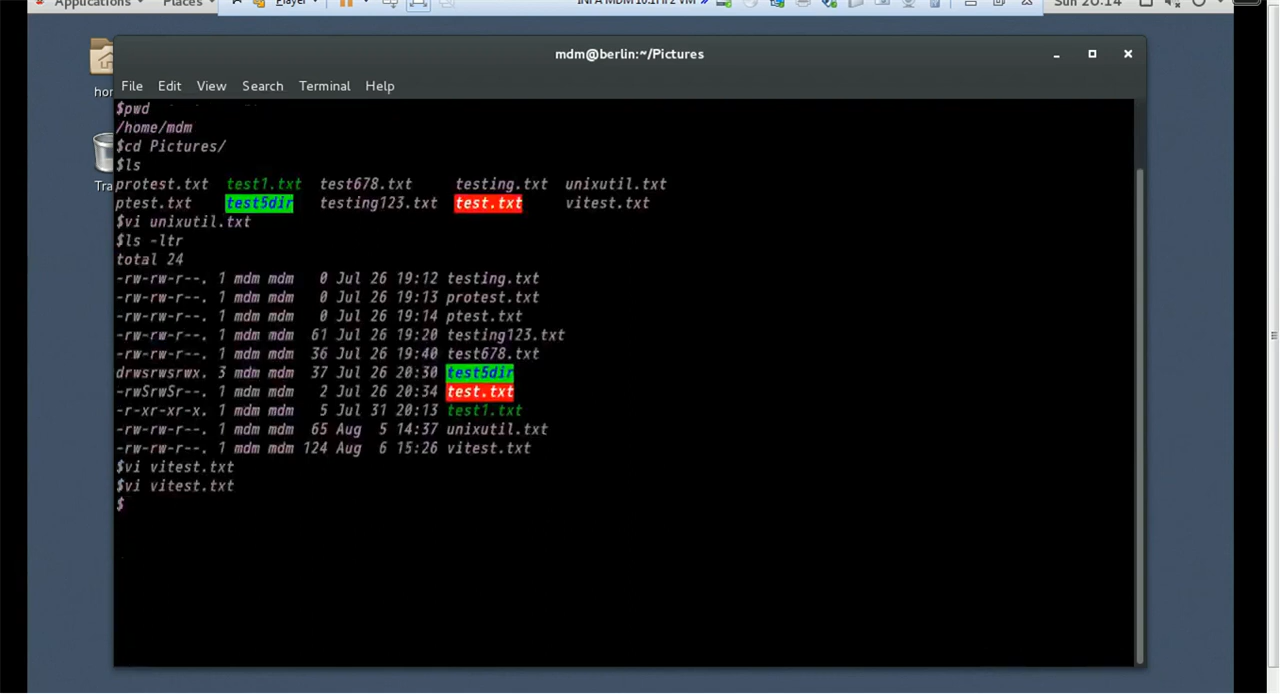 Applications Places Player Sun 20:14
mdm@berlin:~/Pictures
File Edit View Search Terminal Help
$pwd
/home/mdm
$cd Pictures/
$ls
protest.txt test1.txt test678.txt testing.txt unixutil.txt
ptest.txt test5dir testing123.txt test.txt vitest.txt
$vi unixutil.txt
$ls -ltr
total 24
-rw-rw-r--. 1 mdm mdm 0 Jul 26 19:12 testing.txt
-rw-rw-r--. 1 mdm mdm 0 Jul 26 19:13 protest.txt
-rw-rw-r--. 1 mdm mdm 0 Jul 26 19:14 ptest.txt
-rw-rw-r--. 1 mdm mdm 61 Jul 26 19:20 testing123.txt
-rw-rw-r--. 1 mdm mdm 36 Jul 26 19:40 test678.txt
drwsrwsrwx. 3 mdm mdm 37 Jul 26 20:30 test5dir
-rwSrwSr--. 1 mdm mdm 2 Jul 26 20:34 test.txt
-r-xr-xr-x. 1 mdm mdm 5 Jul 31 20:13 test1.txt
-rw-rw-r--. 1 mdm mdm 65 Aug 5 14:37 unixutil.txt
-rw-rw-r--. 1 mdm mdm 124 Aug 6 15:26 vitest.txt
$vi vitest.txt
$vi vitest.txt
$